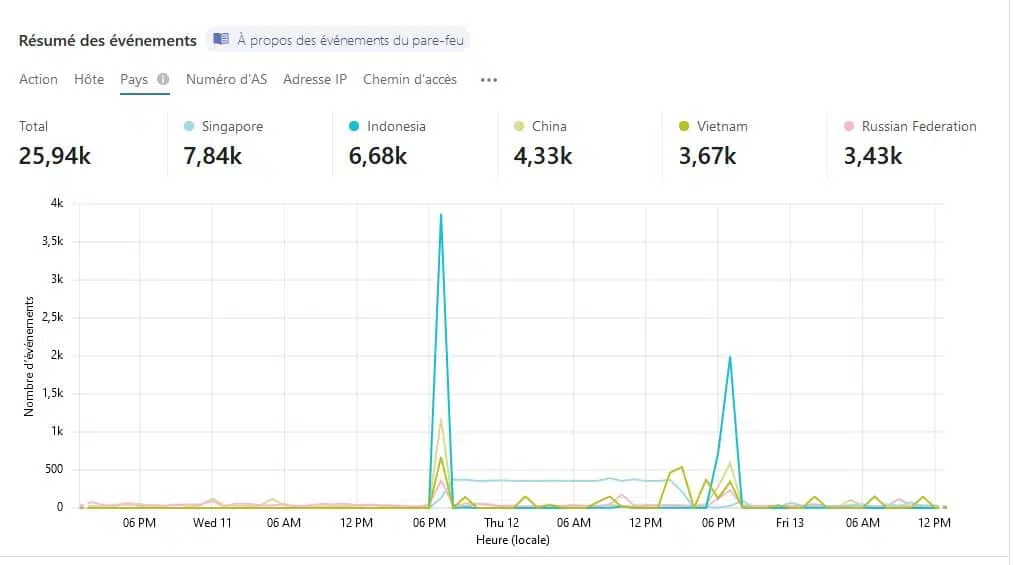 Résumé des événements À propos des événements du pare-feu
Action Hôte Pays Numéro d'AS Adresse IP Chemin d'accès
Total Singapore Indonesia China Vietnam Russian Federation
25,94k 7,84k 6,68k 4,33k 3,67k 3,43k
4k
3,5k
3k
2,5k
2k
1,5k
1k
500
0
Nombre d'événements
06 PM Wed 11 06 AM 12 PM 06 PM Thu 12 06 AM 12 PM 06 PM Fri 13 06 AM 12 PM
Heure (locale)